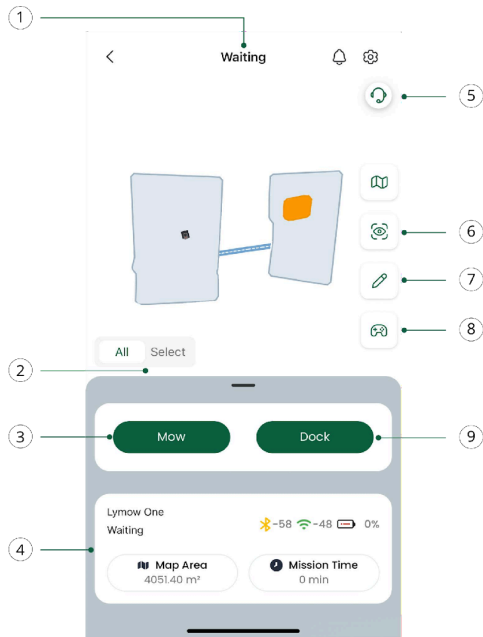 1
Waiting
5
6
7
8
All Select
2
3
Mow
Dock
9
Lymow One
Waiting
-58 -48 0%
4
Map Area
4051.40 m²
Mission Time
0 min